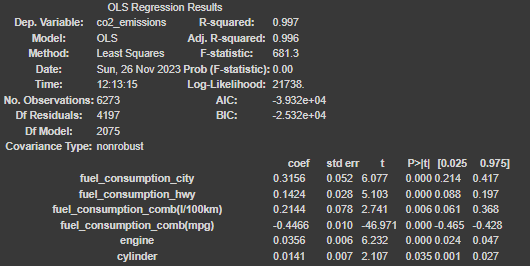 OLS Regression Results
Dep. Variable: co2_emissions R-squared: 0.997
Model: OLS Adj. R-squared: 0.996
Method: Least Squares F-statistic: 681.3
Date: Sun, 26 Nov 2023 Prob (F-statistic): 0.00
Time: 12:13:15 Log-Likelihood: 21738.
No. Observations: 6273 AIC: -3.932e+04
Df Residuals: 4197 BIC: -2.532e+04
Df Model: 2075
Covariance Type: nonrobust
coef std err t P>|t| [0.025 0.975]
fuel_consumption_city 0.3156 0.052 6.077 0.000 0.214 0.417
fuel_consumption_hwy 0.1424 0.028 5.103 0.000 0.088 0.197
fuel_consumption_comb(l/100km) 0.2144 0.078 2.741 0.006 0.061 0.368
fuel_consumption_comb(mpg) -0.4466 0.010 -46.971 0.000 -0.465 -0.428
engine 0.0356 0.006 6.232 0.000 0.024 0.047
cylinder 0.0141 0.007 2.107 0.035 0.001 0.027